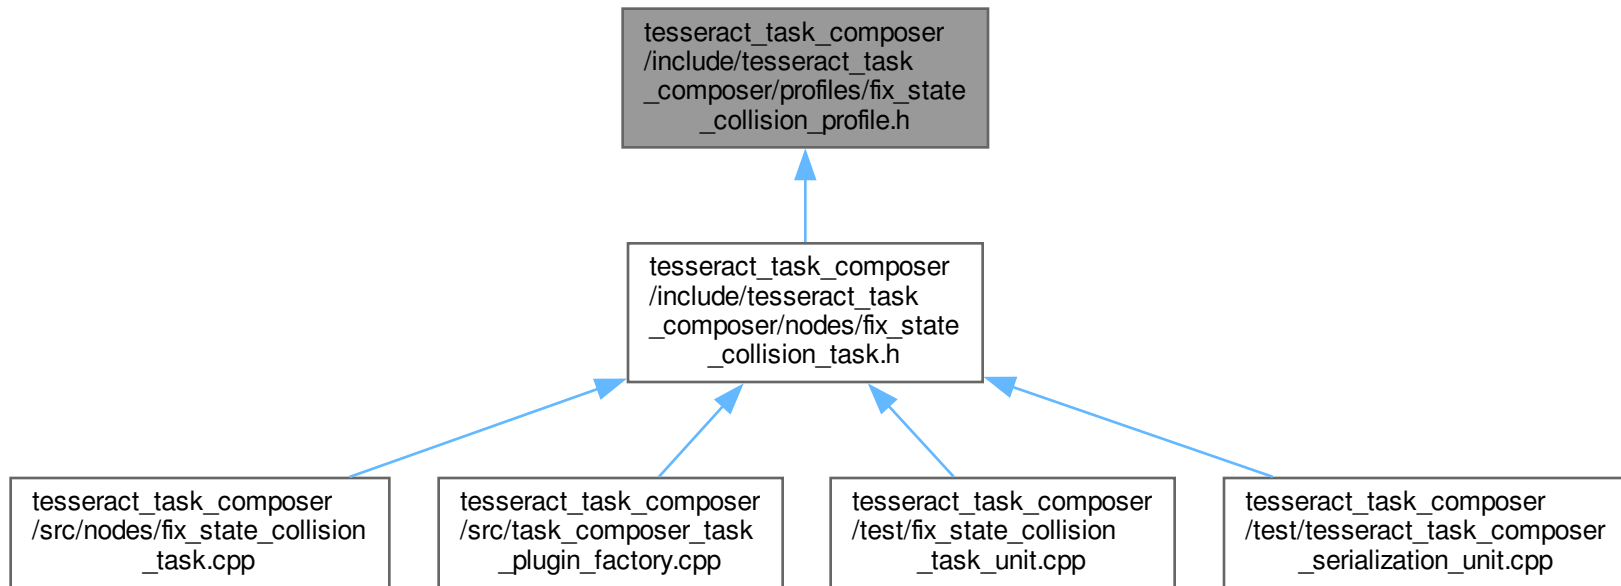 tesseract_task_composer
/include/tesseract_task
_composer/profiles/fix_state
_collision_profile.h
tesseract_task_composer
/include/tesseract_task
_composer/nodes/fix_state
_collision_task.h
tesseract_task_composer
/src/nodes/fix_state_collision
_task.cpp
tesseract_task_composer
/src/task_composer_task
_plugin_factory.cpp
tesseract_task_composer
/test/fix_state_collision
_task_unit.cpp
tesseract_task_composer
/test/tesseract_task_composer
_serialization_unit.cpp